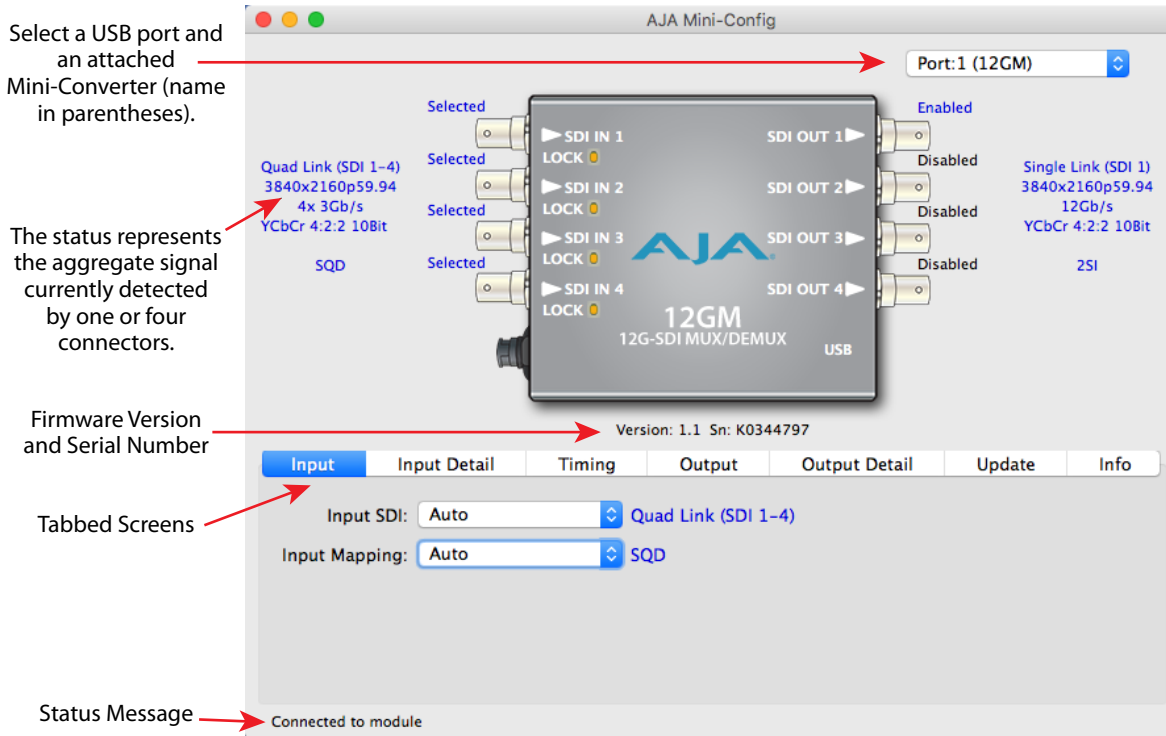 AJA Mini-Config
Select a USB port and
an attached
Mini-Converter (name
in parentheses).
Port:1 (12GM)
Selected
Selected
Selected
Selected
Quad Link (SDI 1-4)
3840x2160p59.94
4x 3Gb/s
YCbCr 4:2:2 10Bit
SQD
SDI IN 1
LOCK
SDI IN 2
LOCK
SDI IN 3
LOCK
SDI IN 4
LOCK
AJA
12GM
12G-SDI MUX/DEMUX
USB
SDI OUT 1
SDI OUT 2
SDI OUT 3
SDI OUT 4
Enabled
Disabled
Disabled
Disabled
Single Link (SDI 1)
3840x2160p59.94
12Gb/s
YCbCr 4:2:2 10Bit
2SI
The status represents
the aggregate signal
currently detected
by one or four
connectors.
Firmware Version
and Serial Number
Version: 1.1 Sn: K0344797
Input Input Detail Timing Output Output Detail Update Info
Tabbed Screens
Input SDI: Auto Quad Link (SDI 1-4)
Input Mapping: Auto SQD
Status Message
Connected to module